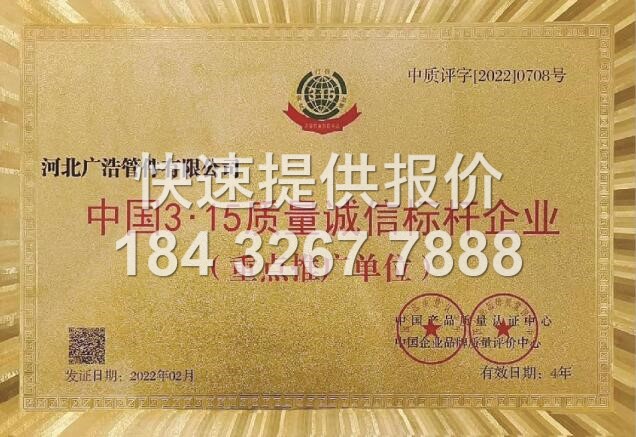 中质评字[2022]0708号
河北广浩管件有限公司
快速提供报价
中国3·15质量诚信标杆企业
184 3267 7888
(重点推广单位)
中国产品质量认证中心
中国企业品牌质量评价中心
发证日期:2022年02月
有效日期:4年